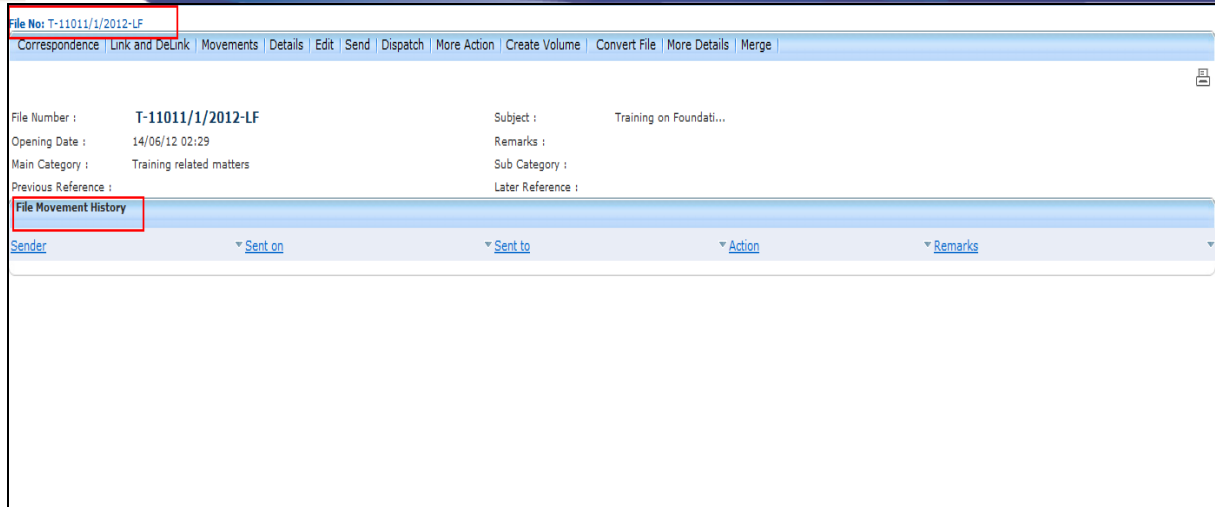 File No: T-11011/1/2012-LF
Correspondence | Link and DeLink | Movements | Details | Edit | Send | Dispatch | More Action | Create Volume | Convert File | More Details | Merge |
File Number : T-11011/1/2012-LF Subject : Training on Foundati...
Opening Date : 14/06/12 02:29 Remarks :
Main Category : Training related matters Sub Category :
Previous Reference : Later Reference :
File Movement History
Sender Sent on Sent to Action Remarks